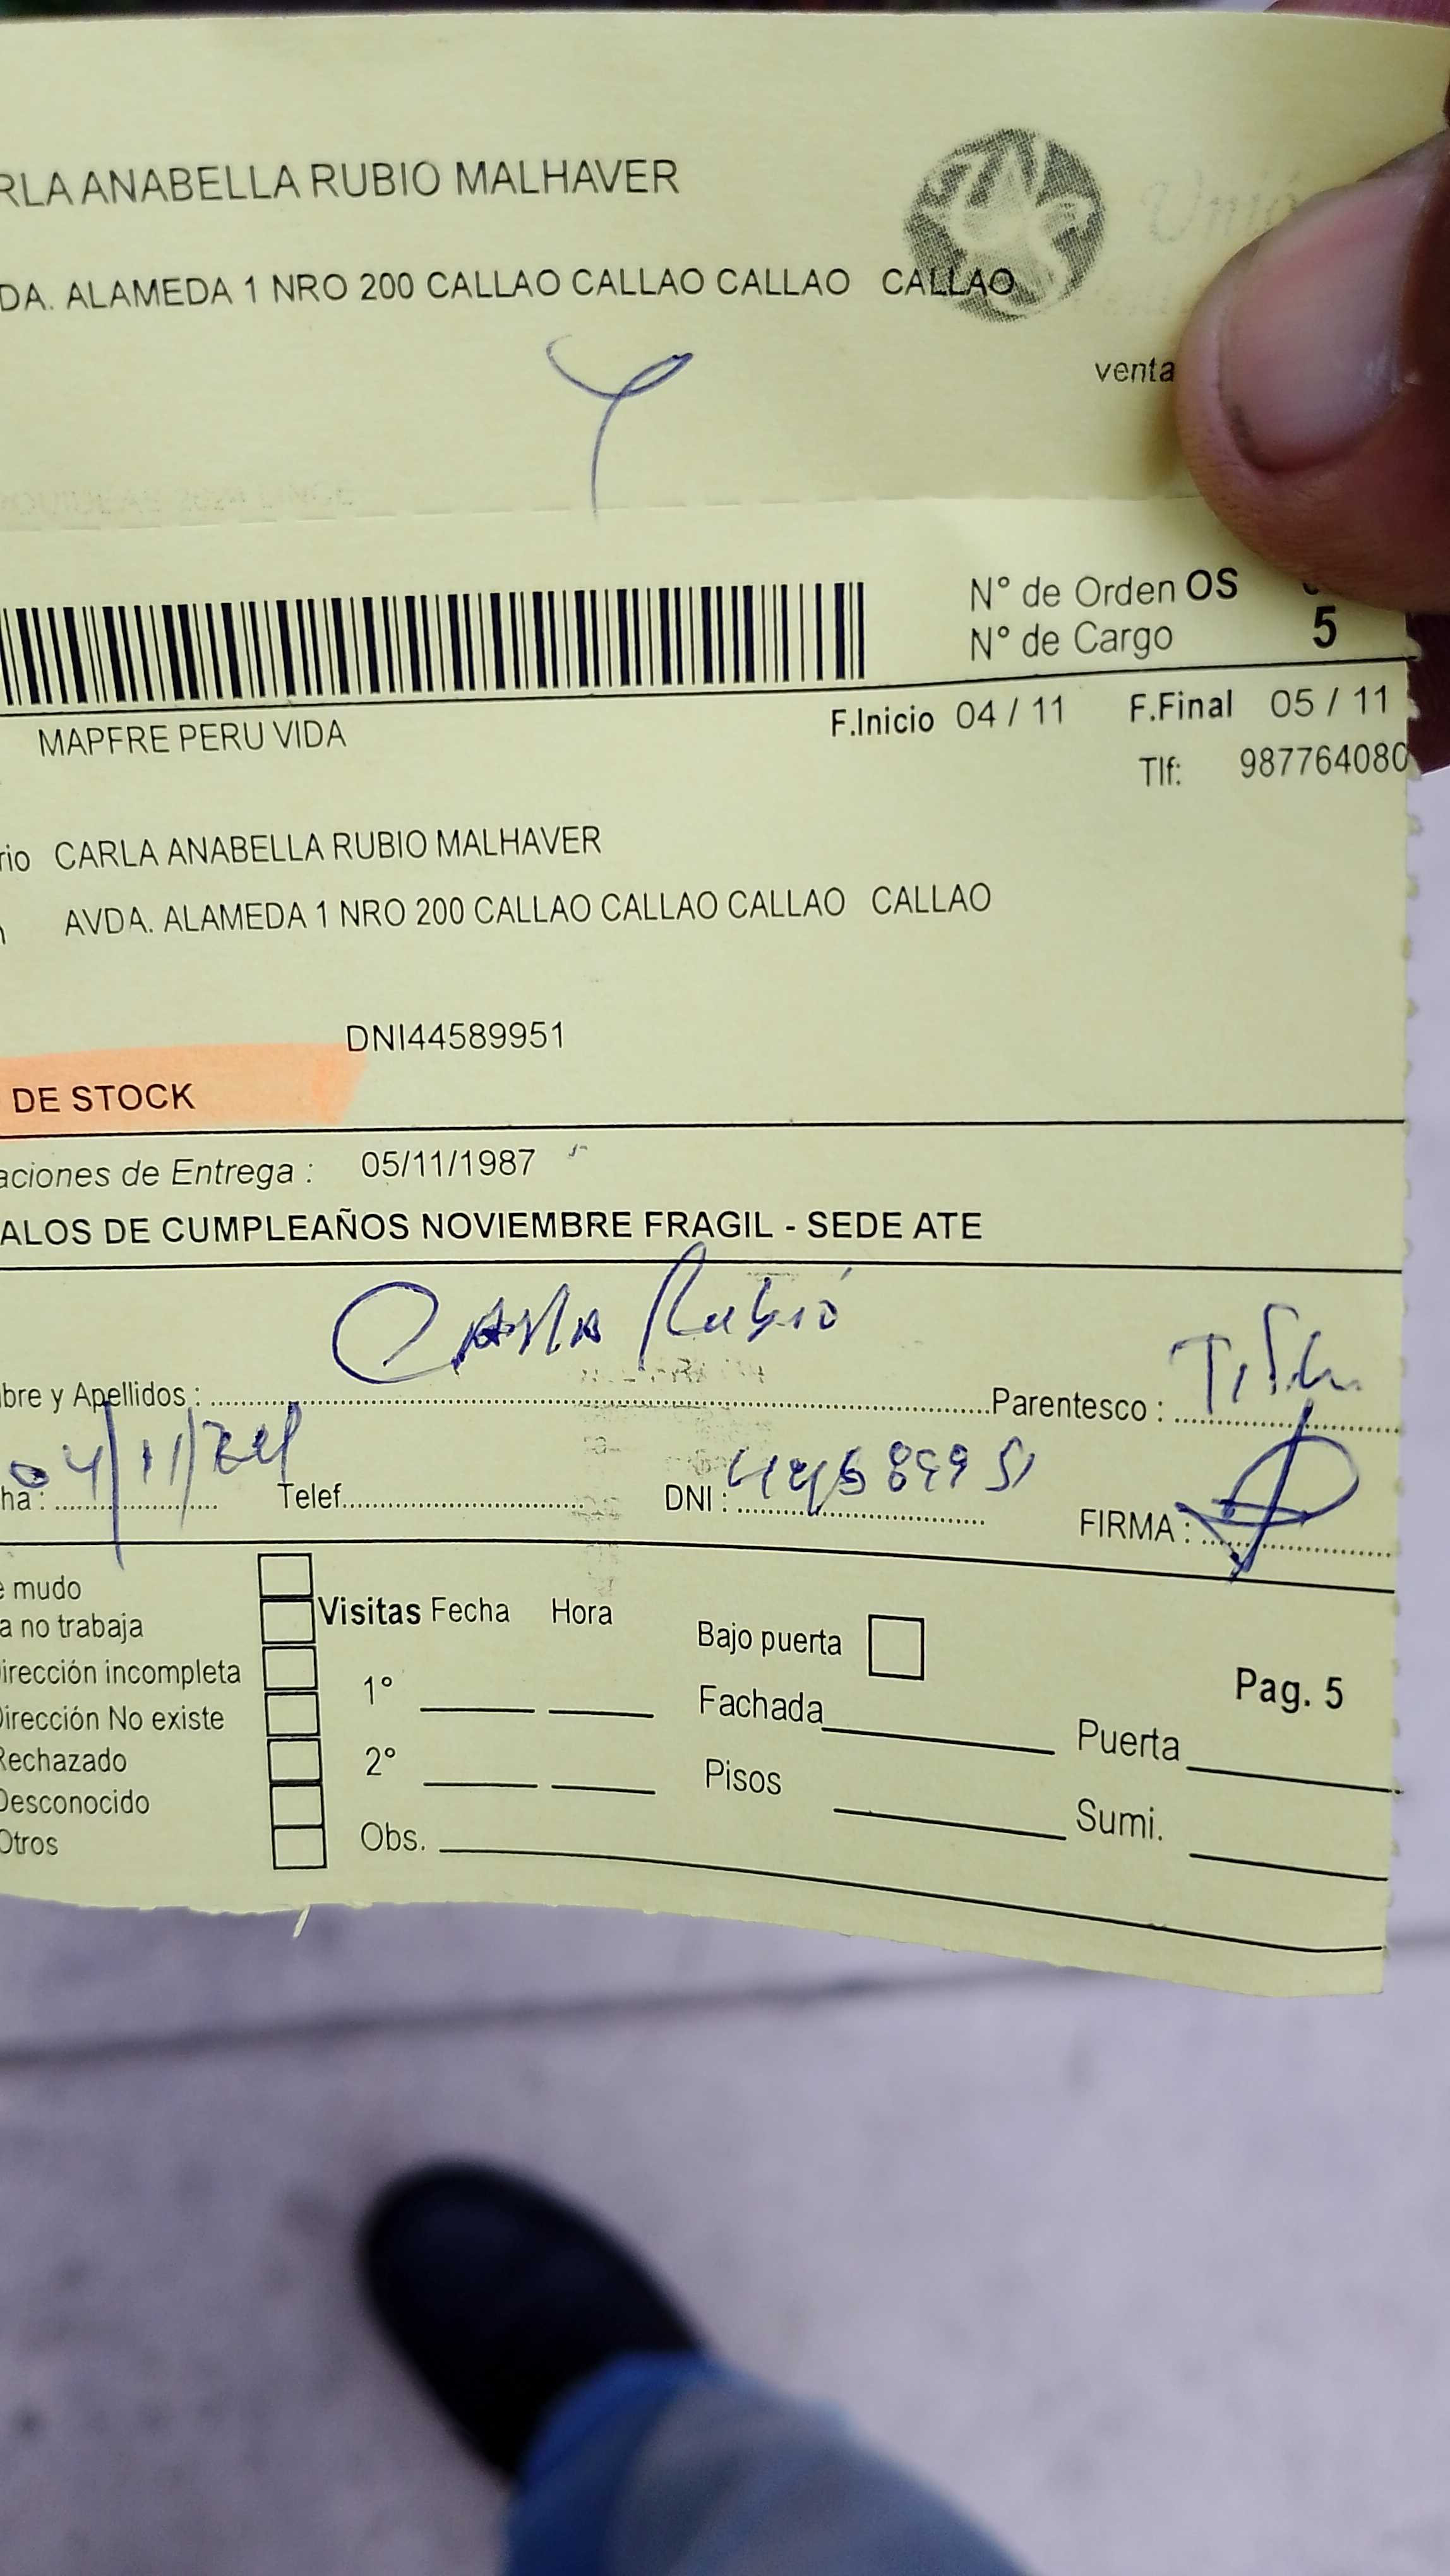 RLA ANABELLA RUBIO MALHAVER
DA. ALAMEDA 1 NRO 200 CALLAO CALLAO CALLAO CALLAO
Unió
venta
N° de Orden OS
N° de Cargo 5
MAPFRE PERU VIDA
F.Inicio 04 / 11 F.Final 05 / 11
Tlf: 987764080
rio CARLA ANABELLA RUBIO MALHAVER
n AVDA. ALAMEDA 1 NRO 200 CALLAO CALLAO CALLAO CALLAO
DNI44589951
DE STOCK
aciones de Entrega : 05/11/1987
ALOS DE CUMPLEAÑOS NOVIEMBRE FRAGIL - SEDE ATE
bre y Apellidos : Carla Rubió Parentesco :
ha : 04/11/24 Telef. DNI : 44589951 FIRMA :
e mudo
a no trabaja
Dirección incompleta
Dirección No existe
Rechazado
Desconocido
Otros
Visitas Fecha Hora
1°
2°
Obs.
Bajo puerta
Fachada
Pisos
Pag. 5
Puerta
Sumi.